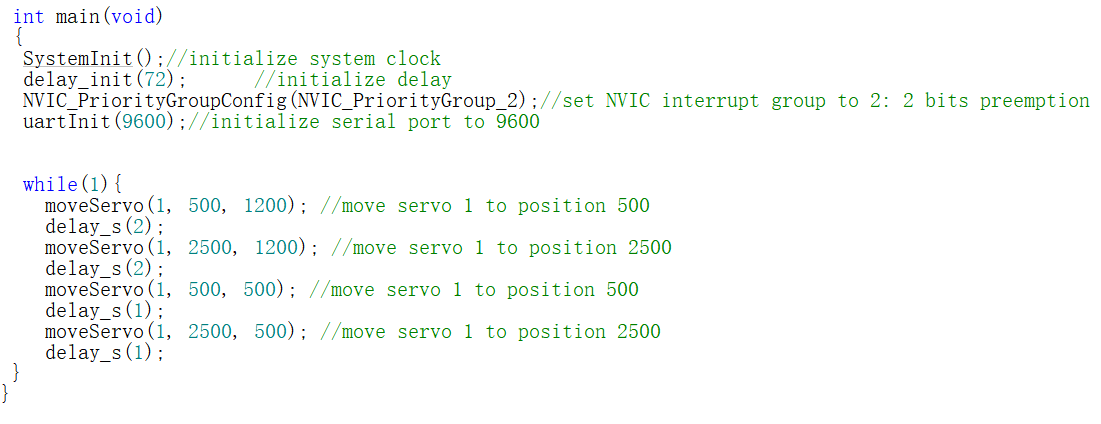 int main(void)
{
SystemInit();//initialize system clock
delay_init(72);      //initialize delay
NVIC_PriorityGroupConfig(NVIC_PriorityGroup_2);//set NVIC interrupt group to 2: 2 bits preemption
uartInit(9600);//initialize serial port to 9600
while(1){
moveServo(1, 500, 1200); //move servo 1 to position 500
delay_s(2);
moveServo(1, 2500, 1200); //move servo 1 to position 2500
delay_s(2);
moveServo(1, 500, 500); //move servo 1 to position 500
delay_s(1);
moveServo(1, 2500, 500); //move servo 1 to position 2500
delay_s(1);
}
}